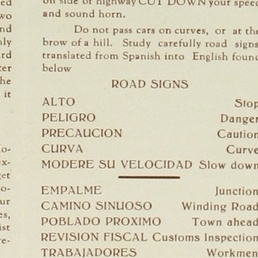 on side of highway CUT DOWN your speed
and sound horn.
Do not pass cars on curves, or at the
brow of a hill. Study carefully road signs
translated from Spanish into English found
below
ROAD SIGNS
ALTO Stop
PELIGRO Danger
PRECAUCION Caution
CURVA Curve
MODERE SU VELOCIDAD Slow down
EMPALME Junction
CAMINO SINUOSO Winding Road
POBLADO PROXIMO Town ahead
REVISION FISCAL Customs Inspection
TRABAJADORES Workmen